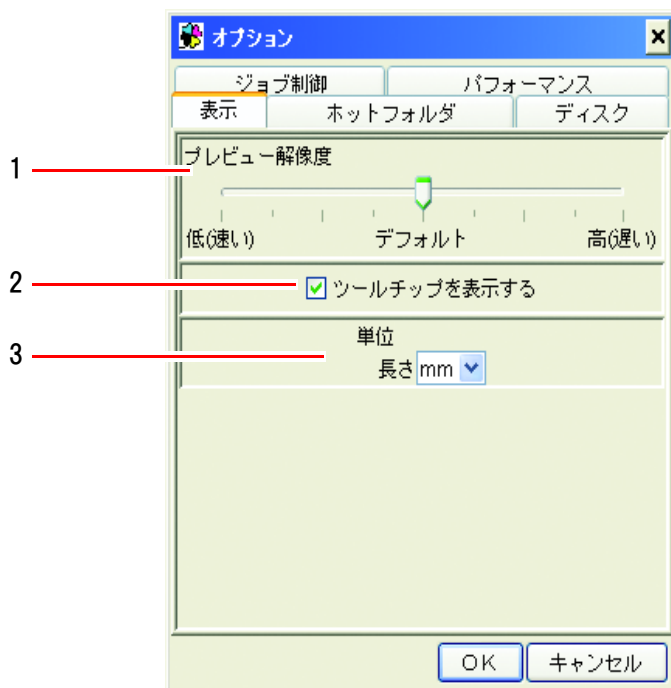 オプション
ジョブ制御 パフォーマンス
表示 ホットフォルダ ディスク
1 プレビュー解像度
低(速い) デフォルト 高(遅い)
2 ツールチップを表示する
単位
3 長さ mm
OK キャンセル